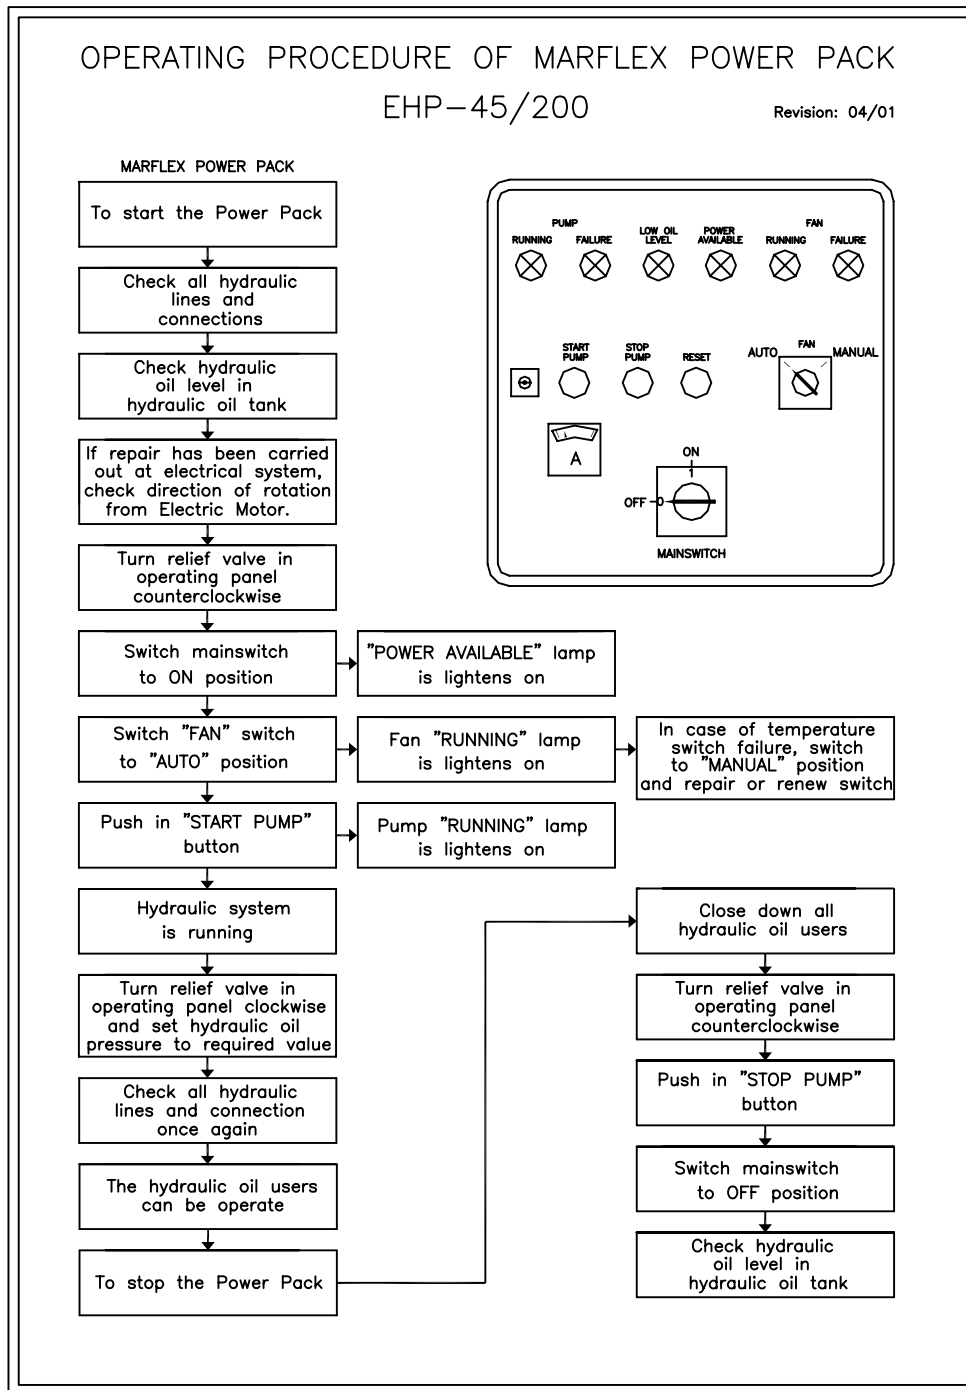 OPERATING PROCEDURE OF MARFLEX POWER PACK
EHP-45/200
Revision: 04/01
MARFLEX POWER PACK
To start the Power Pack
Check all hydraulic
lines and
connections
Check hydraulic
oil level in
hydraulic oil tank
If repair has been carried
out at electrical system,
check direction of rotation
from Electric Motor.
Turn relief valve in
operating panel
counterclockwise
Switch mainswitch
to ON position
"POWER AVAILABLE" lamp
is lightens on
Switch "FAN" switch
to "AUTO" position
Fan "RUNNING" lamp
is lightens on
In case of temperature
switch failure, switch
to "MANUAL" position
and repair or renew switch
Push in "START PUMP"
button
Pump "RUNNING" lamp
is lightens on
Hydraulic system
is running
Turn relief valve in
operating panel clockwise
and set hydraulic oil
pressure to required value
Check all hydraulic
lines and connection
once again
The hydraulic oil users
can be operate
To stop the Power Pack
Close down all
hydraulic oil users
Turn relief valve in
operating panel
counterclockwise
Push in "STOP PUMP"
button
Switch mainswitch
to OFF position
Check hydraulic
oil level in
hydraulic oil tank
PUMP
FAN
RUNNING
FAILURE
LOW OIL
LEVEL
POWER
AVAILABLE
RUNNING
FAILURE
START
PUMP
STOP
PUMP
RESET
AUTO
FAN
MANUAL
A
ON
1
OFF
0
MAINSWITCH